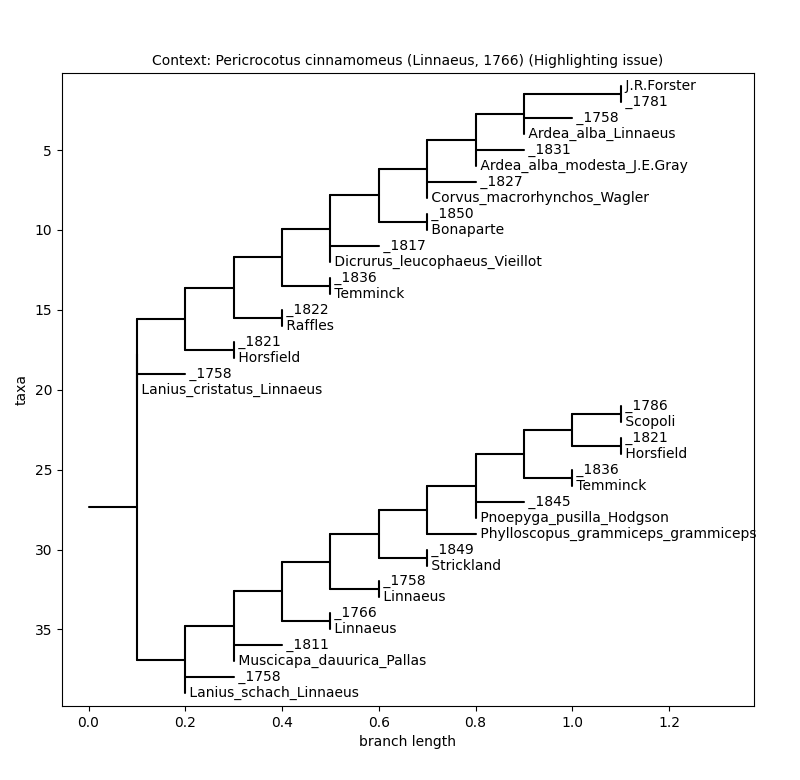 Context: Pericrocotus cinnamomeus (Linnaeus, 1766) (Highlighting issue)
J.R.Forster
_1781
_1758
Ardea_alba_Linnaeus
_1831
Ardea_alba_modesta_J.E.Gray
_1827
Corvus_macrorhynchos_Wagler
_1850
Bonaparte
_1817
Dicrurus_leucophaeus_Vieillot
_1836
Temminck
_1822
Raffles
_1821
Horsfield
_1758
Lanius_cristatus_Linnaeus
_1786
Scopoli
_1821
Horsfield
_1836
Temminck
_1845
Pnoepyga_pusilla_Hodgson
Phylloscopus_grammiceps_grammiceps
_1849
Strickland
_1758
Linnaeus
_1766
Linnaeus
_1811
Muscicapa_dauurica_Pallas
_1758
Lanius_schach_Linnaeus
5
10
15
20
25
30
35
taxa
0.0 0.2 0.4 0.6 0.8 1.0 1.2
branch length